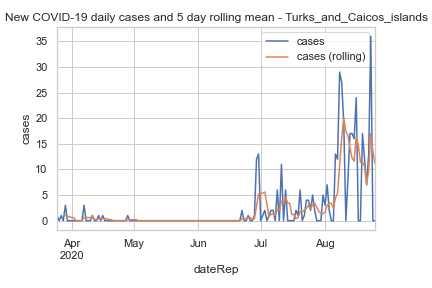 New COVID-19 daily cases and 5 day rolling mean - Turks_and_Caicos_islands
cases
cases (rolling)
35
30
25
20
15
10
5
0
cases
Apr
2020
May
Jun
Jul
Aug
dateRep